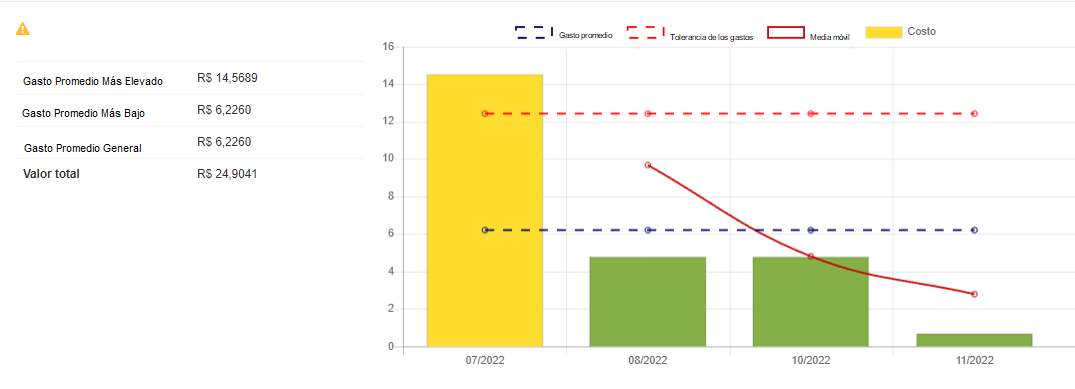 Gasto promedio Tolerancia de los gastos Media móvil Costo
Gasto Promedio Más Elevado R$ 14,5689
Gasto Promedio Más Bajo R$ 6,2260
Gasto Promedio General R$ 6,2260
Valor total R$ 24,9041
16
14
12
10
8
6
4
2
0
07/2022 08/2022 10/2022 11/2022